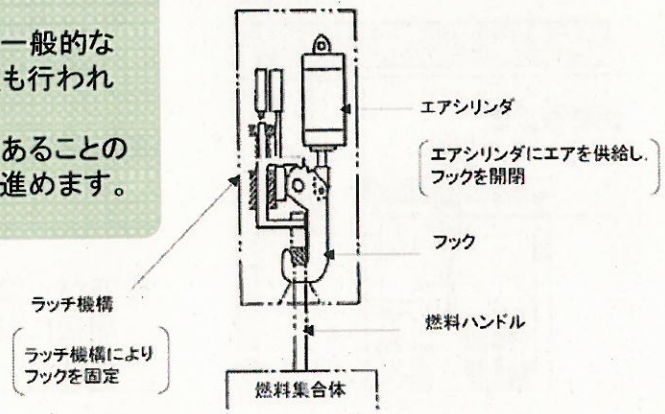 一般的な
も行われ
あることの
進めます。
エアシリンダ
エアシリンダにエアを供給し、
フックを開閉
フック
ラッチ機構
ラッチ機構により
フックを固定
燃料ハンドル
燃料集合体